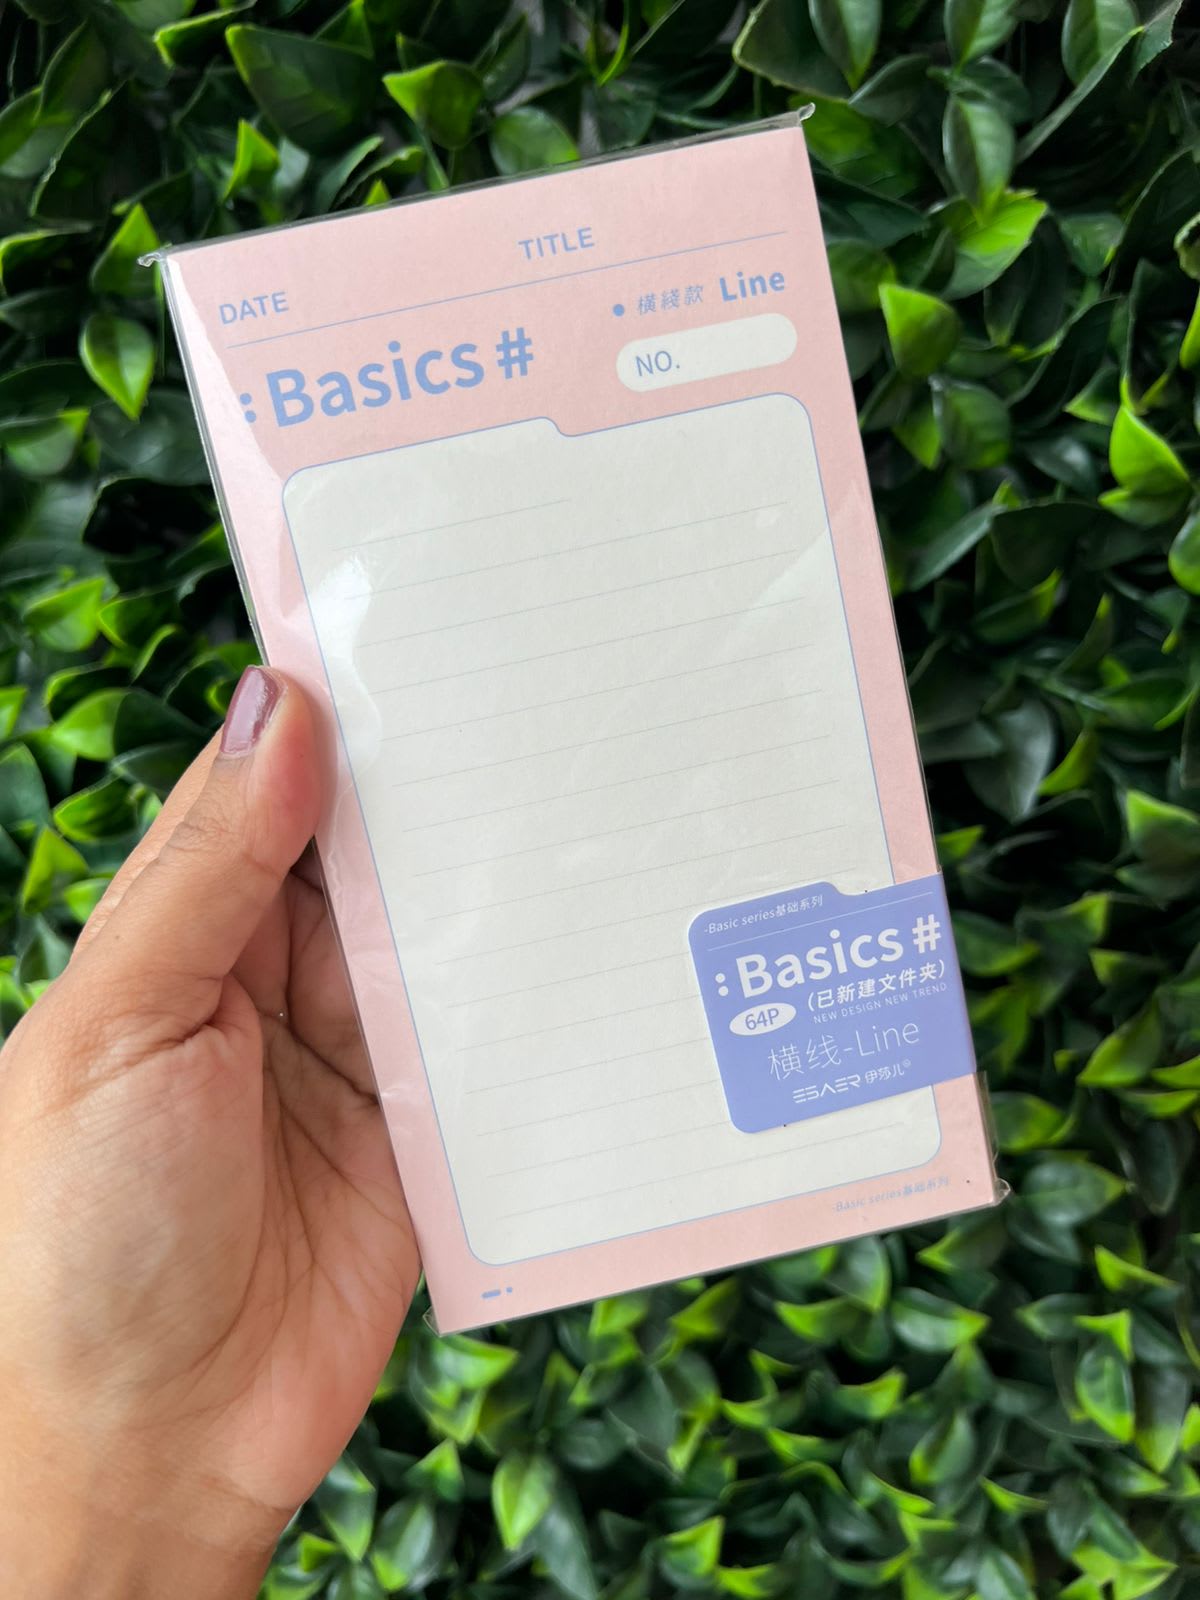 TITLE
DATE
• 橫綫款 Line
:Basics #
NO.
-Basic series基础系列
:Basics #
(已新建文件夹)
64P
NEW DESIGN NEW TREND
横线-Line
ESAER 伊莎儿®
-Basic series基础系列